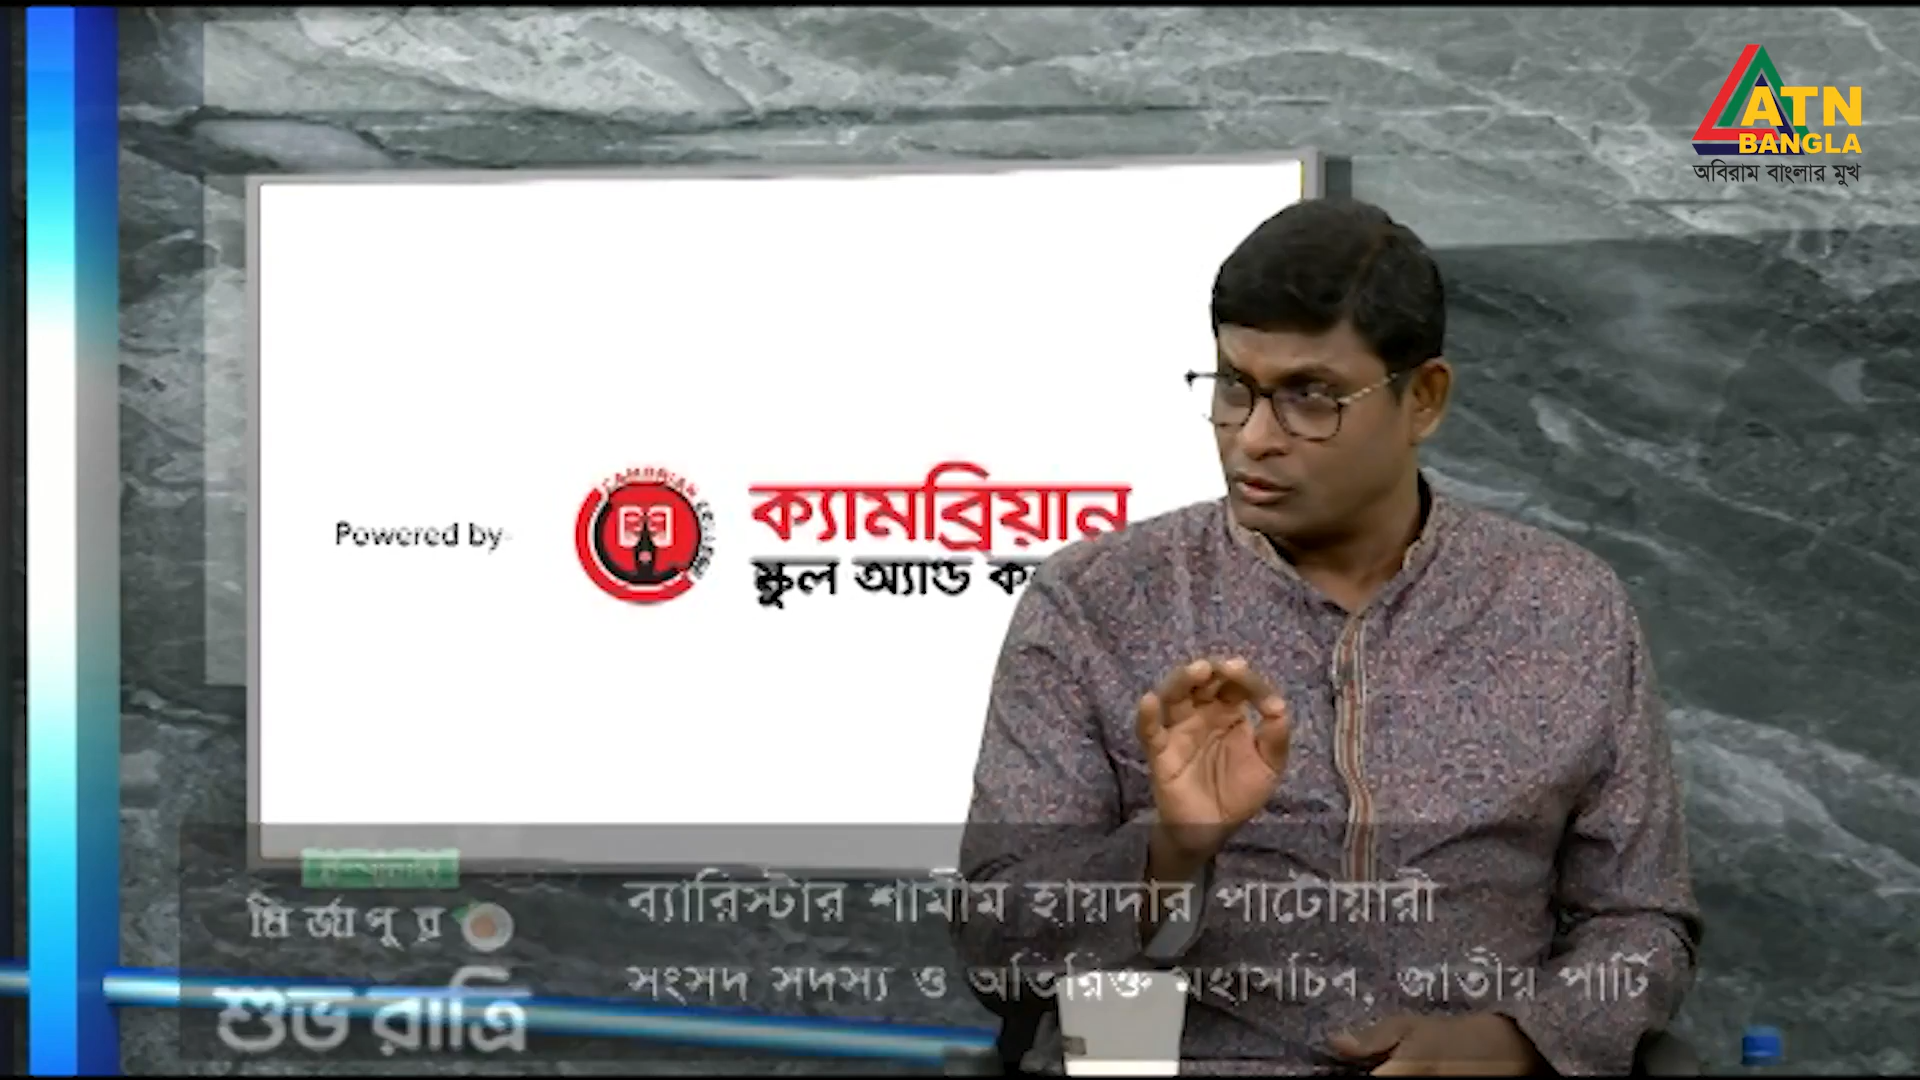 ATN
BANGLA
অবিরাম বাংলার মুখ
Powered by-
ক্যামব্রিয়ান
স্কুল অ্যান্ড
মির্জাপুর
শুভ রাত্রি
ব্যারিস্টার শামীম হায়দার পাটোয়ারী
সংসদ সদস্য ও অতিরিক্ত মহাসচিব, জাতীয় পার্টি